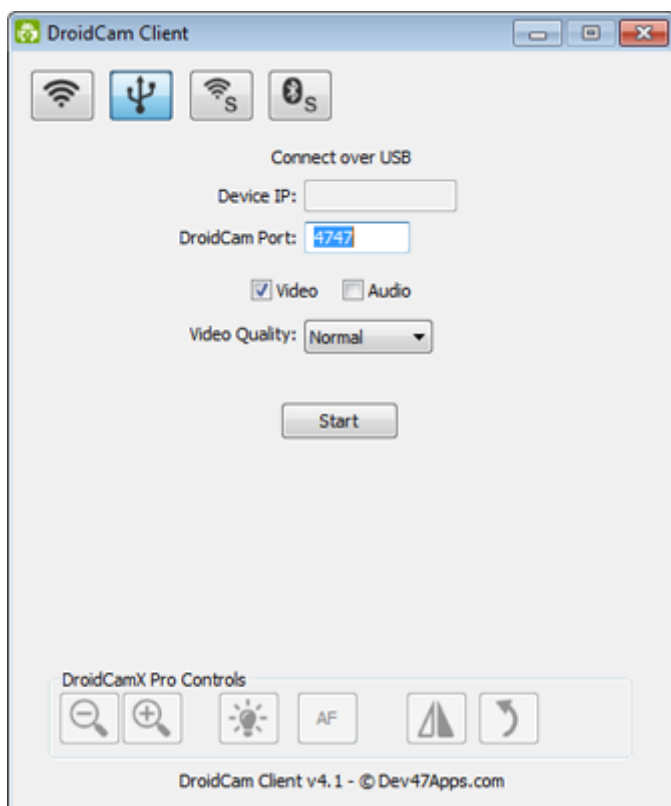 DroidCam Client
S
S
Connect over USB
Device IP:
DroidCam Port: 4747
Video Audio
Video Quality: Normal
Start
DroidCamX Pro Controls
AF
DroidCam Client v4.1 - © Dev47Apps.com